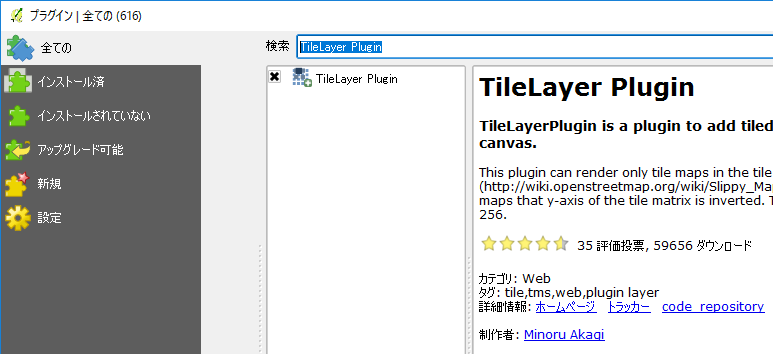 プラグイン | 全ての (616)
全ての
インストール済
インストールされていない
アップグレード可能
新規
設定
検索 TileLayer Plugin
TileLayer Plugin
TileLayer Plugin
TileLayerPlugin is a plugin to add tiled
canvas.
This plugin can render only tile maps in the tile
(http://wiki.openstreetmap.org/wiki/Slippy_Ma
maps that y-axis of the tile matrix is inverted. T
256.
35 評価投票, 59656 ダウンロード
カテゴリ: Web
タグ: tile,tms,web,plugin layer
詳細情報: ホームページ トラッカー code_repository
制作者: Minoru Akagi